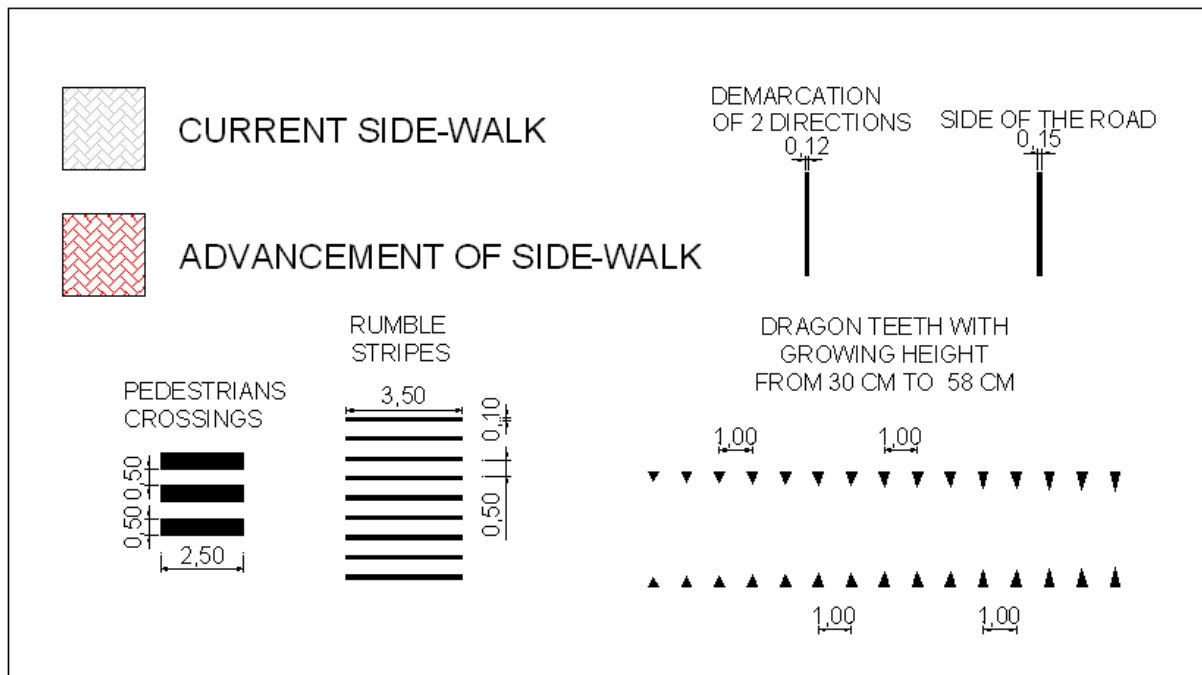 CURRENT SIDE-WALK
ADVANCEMENT OF SIDE-WALK
DEMARCATION
OF 2 DIRECTIONS
0,12
SIDE OF THE ROAD
0,15
PEDESTRIANS
CROSSINGS
0,50
0,50
2,50
RUMBLE
STRIPES
3,50
0,10
0,50
DRAGON TEETH WITH
GROWING HEIGHT
FROM 30 CM TO 58 CM
1,00
1,00
1,00
1,00